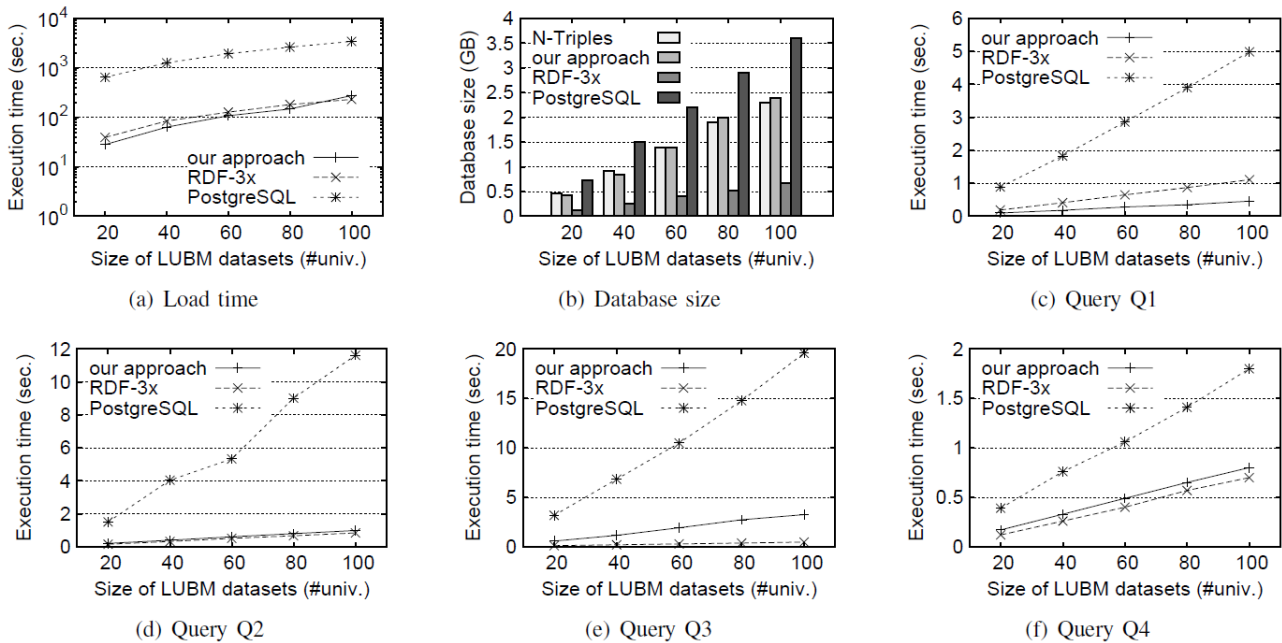 Execution time (sec.)
10^5
10^4
10^3
10^2
10^1
10^0
our approach
RDF-3x
PostgreSQL
20 40 60 80 100
Size of LUBM datasets (#univ.)
(a) Load time
Database size (GB)
4
3.5
3
2.5
2
1.5
1
0.5
0
N-Triples
our approach
RDF-3x
PostgreSQL
20 40 60 80 100
Size of LUBM datasets (#univ.)
(b) Database size
Execution time (sec.)
6
5
4
3
2
1
0
our approach
RDF-3x
PostgreSQL
20 40 60 80 100
Size of LUBM datasets (#univ.)
(c) Query Q1
Execution time (sec.)
12
10
8
6
4
2
0
our approach
RDF-3x
PostgreSQL
20 40 60 80 100
Size of LUBM datasets (#univ.)
(d) Query Q2
Execution time (sec.)
20
15
10
5
0
our approach
RDF-3x
PostgreSQL
20 40 60 80 100
Size of LUBM datasets (#univ.)
(e) Query Q3
Execution time (sec.)
2
1.5
1
0.5
0
our approach
RDF-3x
PostgreSQL
20 40 60 80 100
Size of LUBM datasets (#univ.)
(f) Query Q4